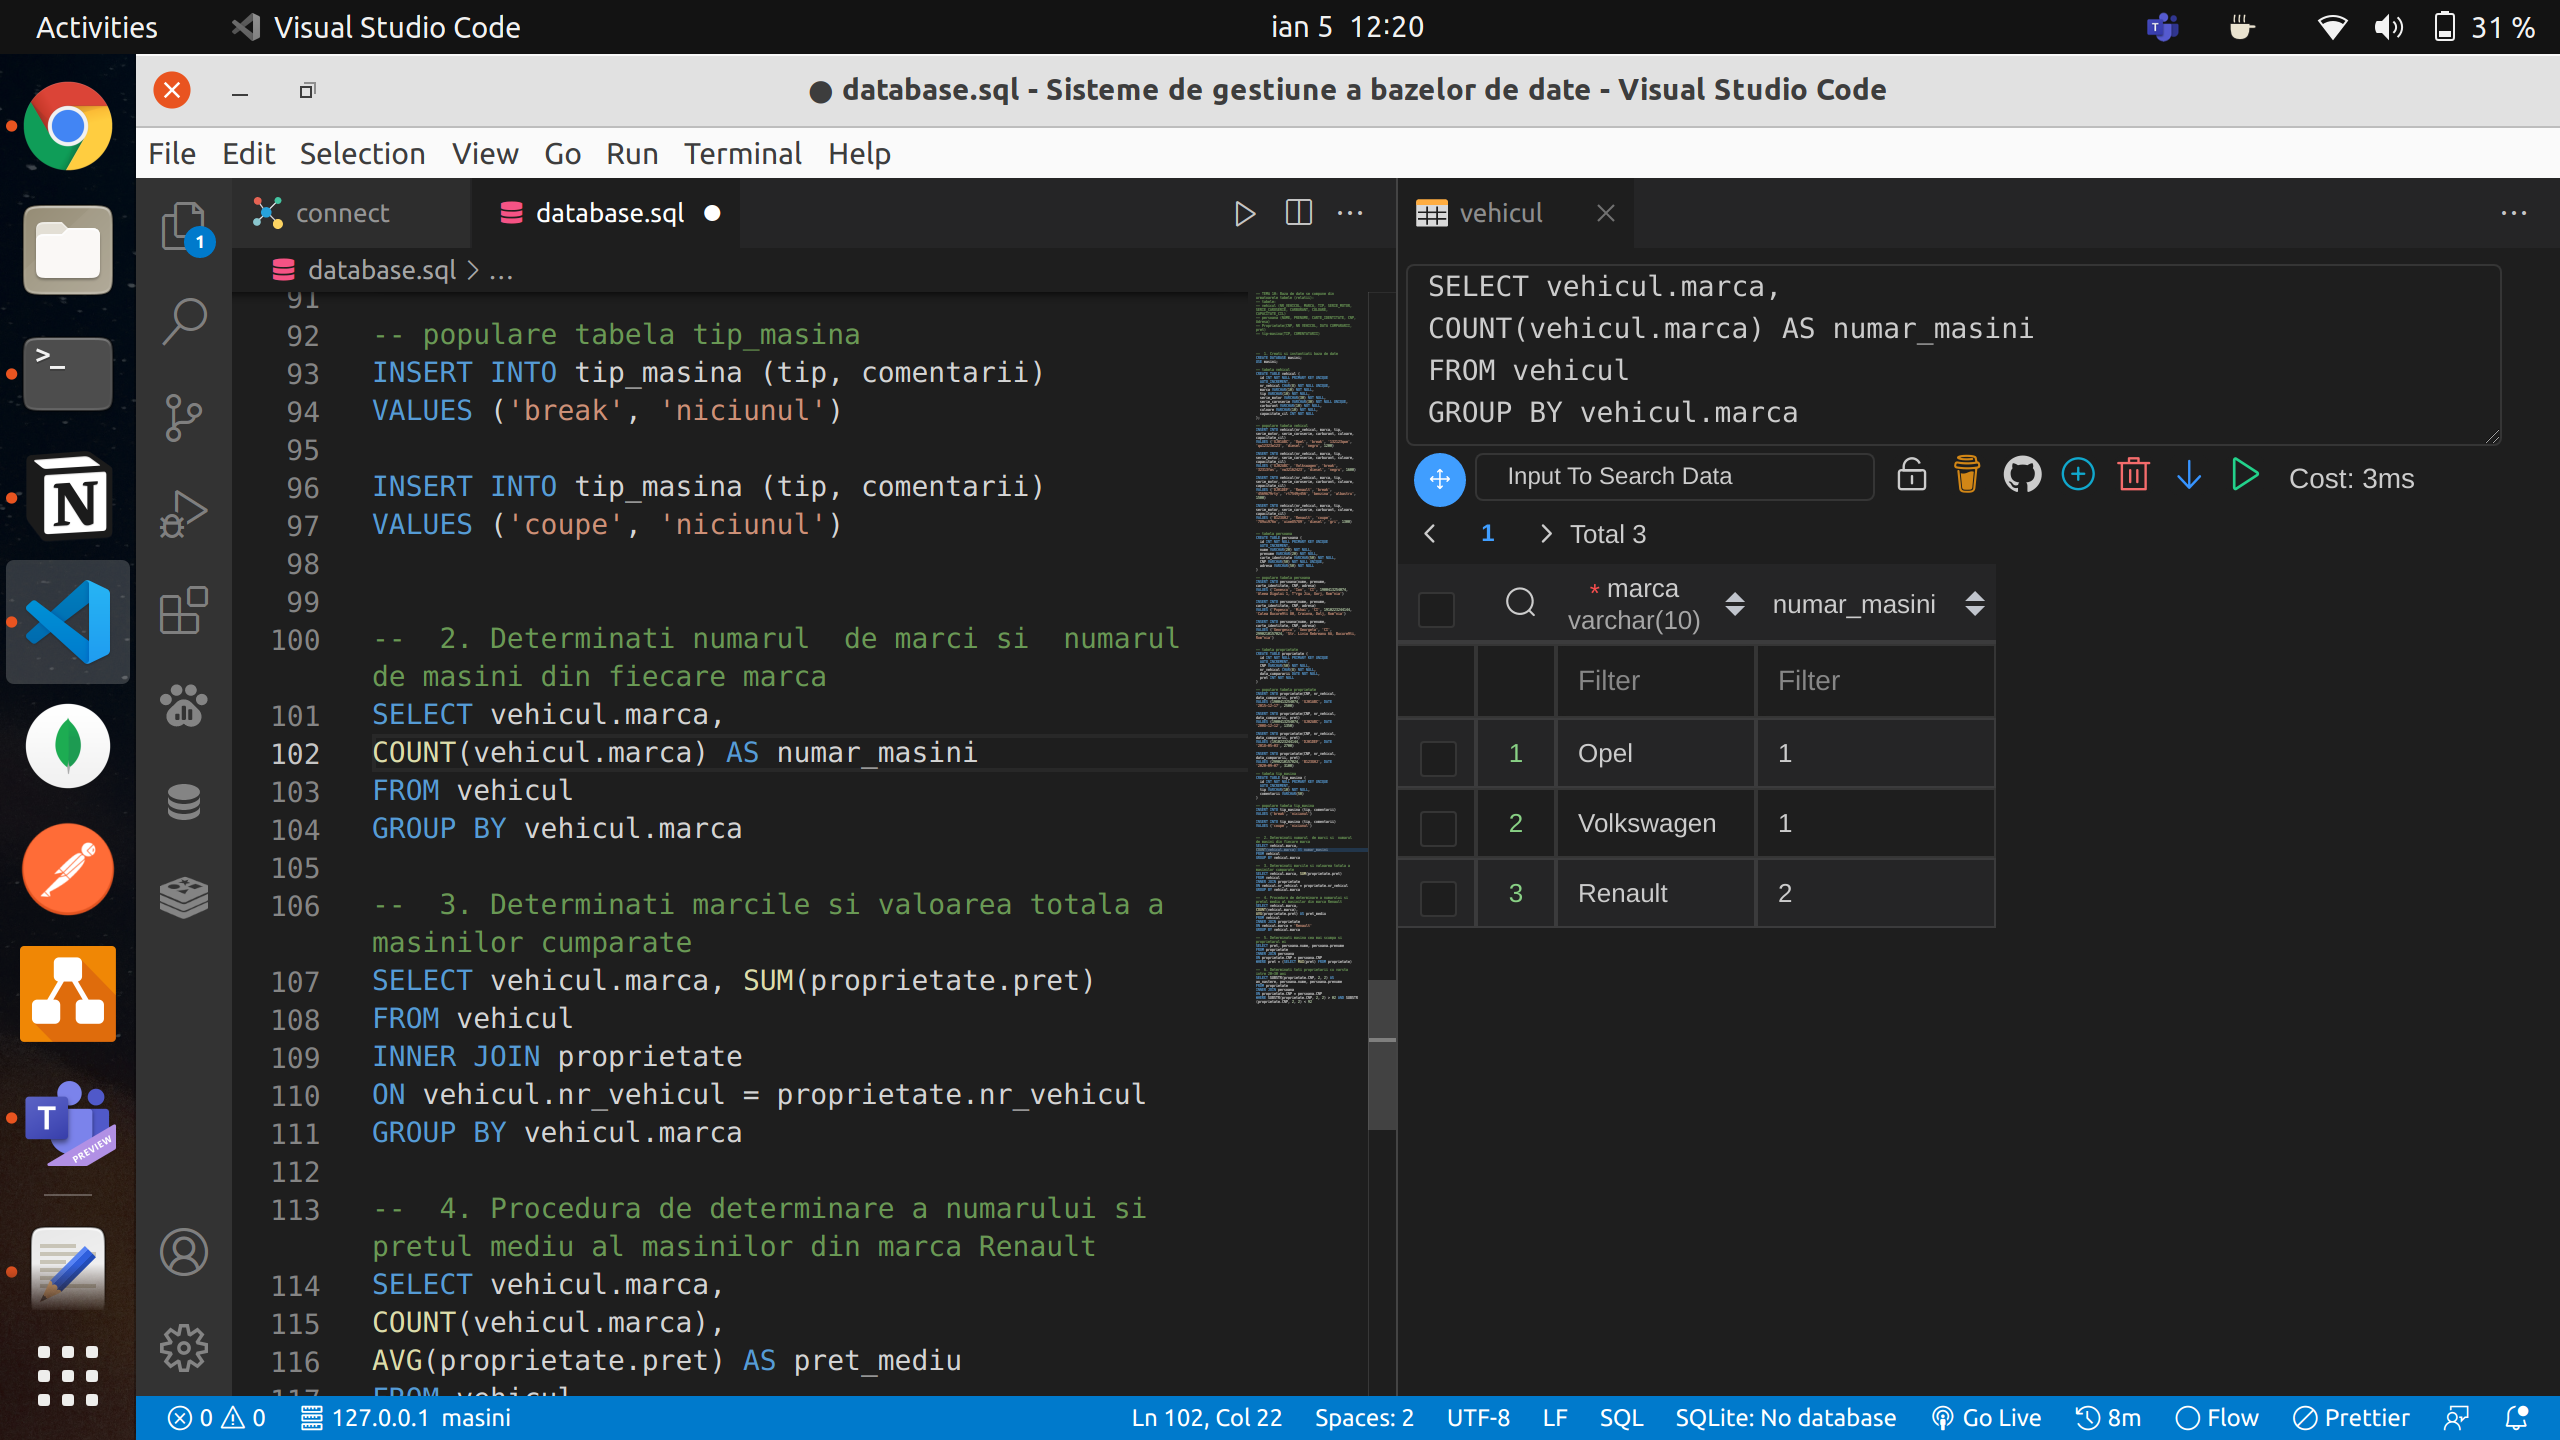 Activities
Visual Studio Code
ian 5 12:20
31 %
● database.sql - Sisteme de gestiune a bazelor de date - Visual Studio Code
File Edit Selection View Go Run Terminal Help
connect
database.sql
vehicul
database.sql > ...
91
92 -- populare tabela tip_masina
93 INSERT INTO tip_masina (tip, comentarii)
94 VALUES ('break', 'niciunul')
95
96 INSERT INTO tip_masina (tip, comentarii)
97 VALUES ('coupe', 'niciunul')
98
99
100 --  2. Determinati numarul  de marci si  numarul
de masini din fiecare marca
101 SELECT vehicul.marca,
102 COUNT(vehicul.marca) AS numar_masini
103 FROM vehicul
104 GROUP BY vehicul.marca
105
106 --  3. Determinati marcile si valoarea totala a
masinilor cumparate
107 SELECT vehicul.marca, SUM(proprietate.pret)
108 FROM vehicul
109 INNER JOIN proprietate
110 ON vehicul.nr_vehicul = proprietate.nr_vehicul
111 GROUP BY vehicul.marca
112
113 --  4. Procedura de determinare a numarului si
pretul mediu al masinilor din marca Renault
114 SELECT vehicul.marca,
115 COUNT(vehicul.marca),
116 AVG(proprietate.pret) AS pret_mediu
117 FROM vehicul
SELECT vehicul.marca,
COUNT(vehicul.marca) AS numar_masini
FROM vehicul
GROUP BY vehicul.marca
Input To Search Data
Cost: 3ms
1 Total 3
* marca
varchar(10)
numar_masini
Filter Filter
1 Opel 1
2 Volkswagen 1
3 Renault 2
1
T
PREVIEW
0 0 127.0.0.1 masini
Ln 102, Col 22 Spaces: 2 UTF-8 LF SQL SQLite: No database Go Live 8m Flow Prettier